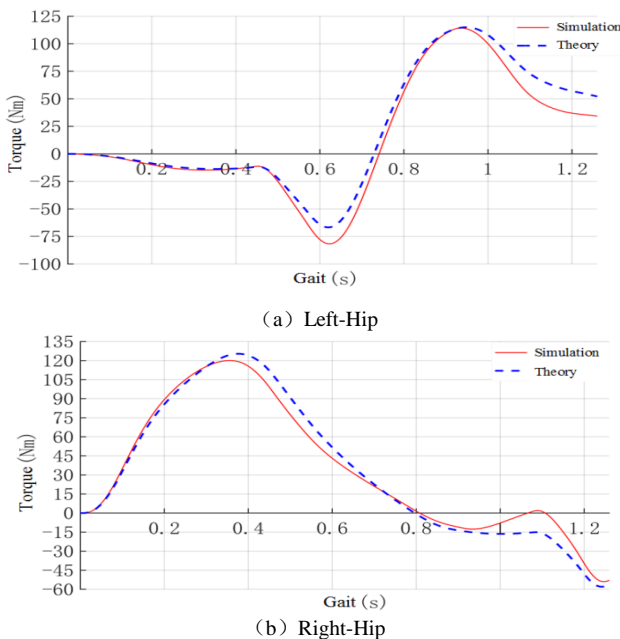 125
100
75
50
25
0
−25
−50
−75
−100
Torque(Nm)
0.2 0.4 0.6 0.8 1 1.2
Simulation
Theory
Gait(s)
（a）Left-Hip
135
120
105
90
75
60
45
30
15
0
−15
−30
−45
−60
Torque(Nm)
0.2 0.4 0.6 0.8 1 1.2
Simulation
Theory
Gait(s)
（b）Right-Hip